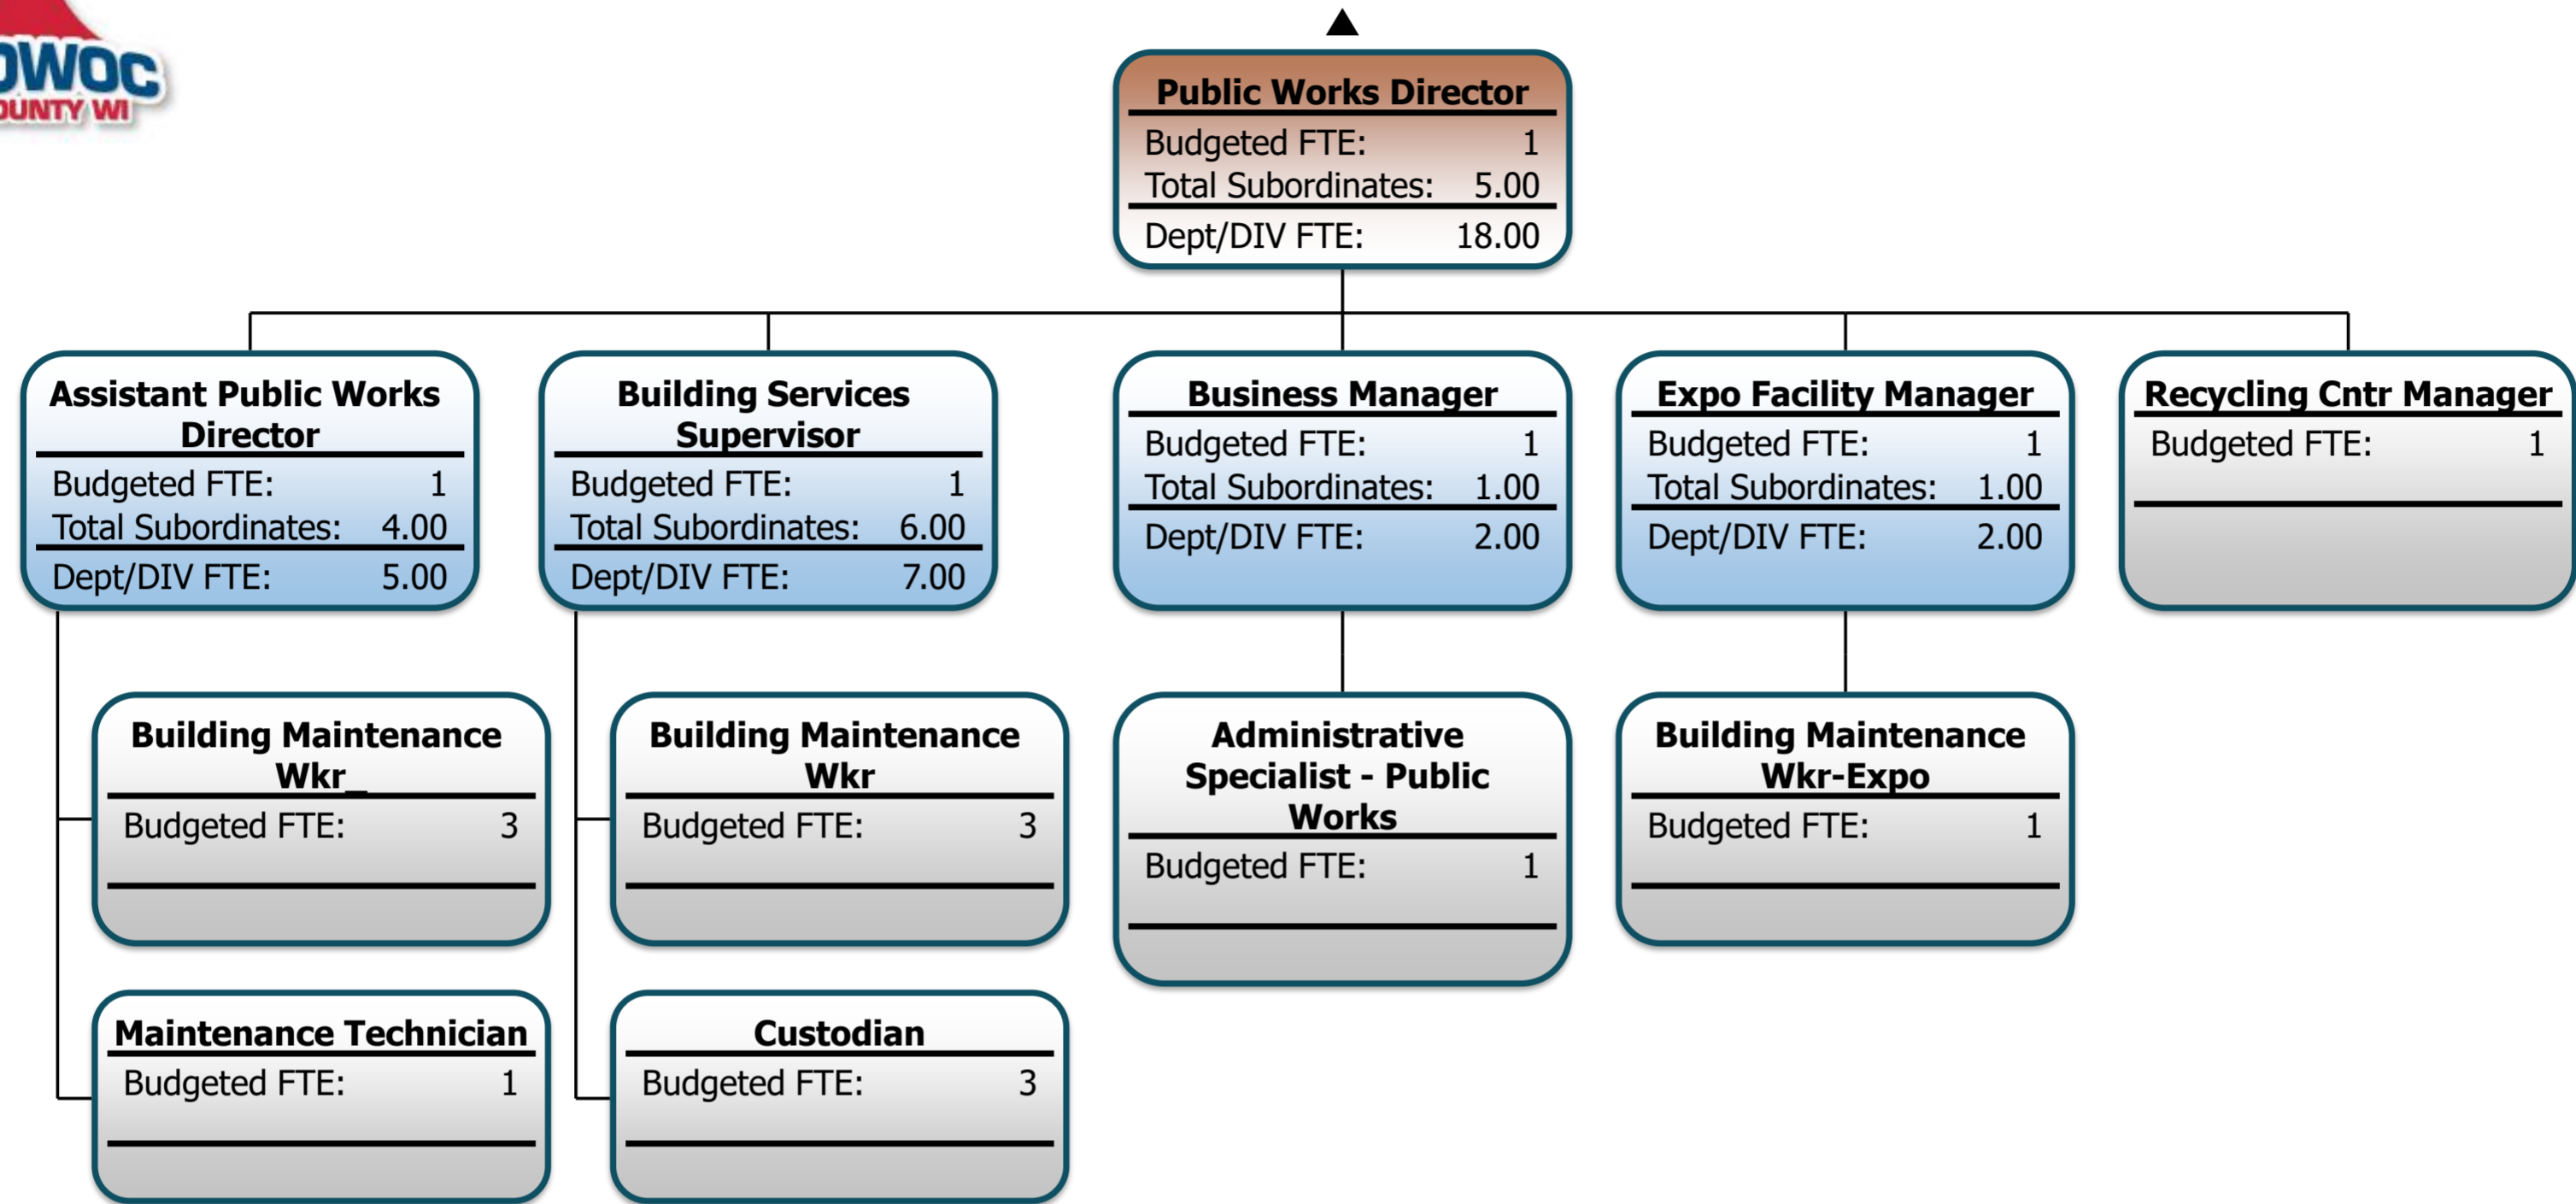 OWOC
OUNTY WI
Public Works Director
Budgeted FTE: 1
Total Subordinates: 5.00
Dept/DIV FTE: 18.00
Assistant Public Works
Director
Budgeted FTE: 1
Total Subordinates: 4.00
Dept/DIV FTE: 5.00
Building Services
Supervisor
Budgeted FTE: 1
Total Subordinates: 6.00
Dept/DIV FTE: 7.00
Business Manager
Budgeted FTE: 1
Total Subordinates: 1.00
Dept/DIV FTE: 2.00
Expo Facility Manager
Budgeted FTE: 1
Total Subordinates: 1.00
Dept/DIV FTE: 2.00
Recycling Cntr Manager
Budgeted FTE: 1
Building Maintenance
Wkr_
Budgeted FTE: 3
Building Maintenance
Wkr
Budgeted FTE: 3
Administrative
Specialist - Public
Works
Budgeted FTE: 1
Building Maintenance
Wkr-Expo
Budgeted FTE: 1
Maintenance Technician
Budgeted FTE: 1
Custodian
Budgeted FTE: 3